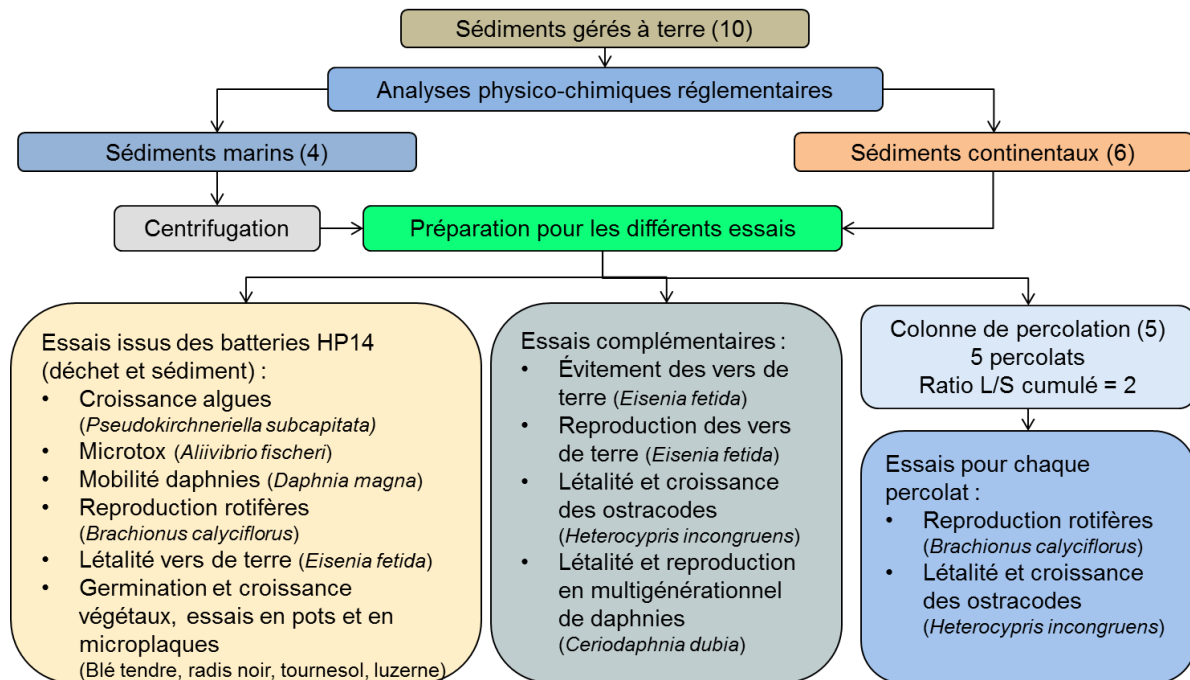 Sédiments gérés à terre (10)
Analyses physico-chimiques réglementaires
Sédiments marins (4)
Sédiments continentaux (6)
Centrifugation
Préparation pour les différents essais
Essais issus des batteries HP14
(déchet et sédiment) :
• Croissance algues
(Pseudokirchneriella subcapitata)
• Microtox (Aliivibrio fischeri)
• Mobilité daphnies (Daphnia magna)
• Reproduction rotifères
(Brachionus calyciflorus)
• Létalité vers de terre (Eisenia fetida)
• Germination et croissance
végétaux, essais en pots et en
microplaques
(Blé tendre, radis noir, tournesol, luzerne)
Essais complémentaires :
• Évitement des vers de
terre (Eisenia fetida)
• Reproduction des vers
de terre (Eisenia fetida)
• Létalité et croissance
des ostracodes
(Heterocypris incongruens)
• Létalité et reproduction
en multigénérationnel
de daphnies
(Ceriodaphnia dubia)
Colonne de percolation (5)
5 percolats
Ratio L/S cumulé = 2
Essais pour chaque
percolat :
• Reproduction rotifères
(Brachionus calyciflorus)
• Létalité et croissance
des ostracodes
(Heterocypris incongruens)